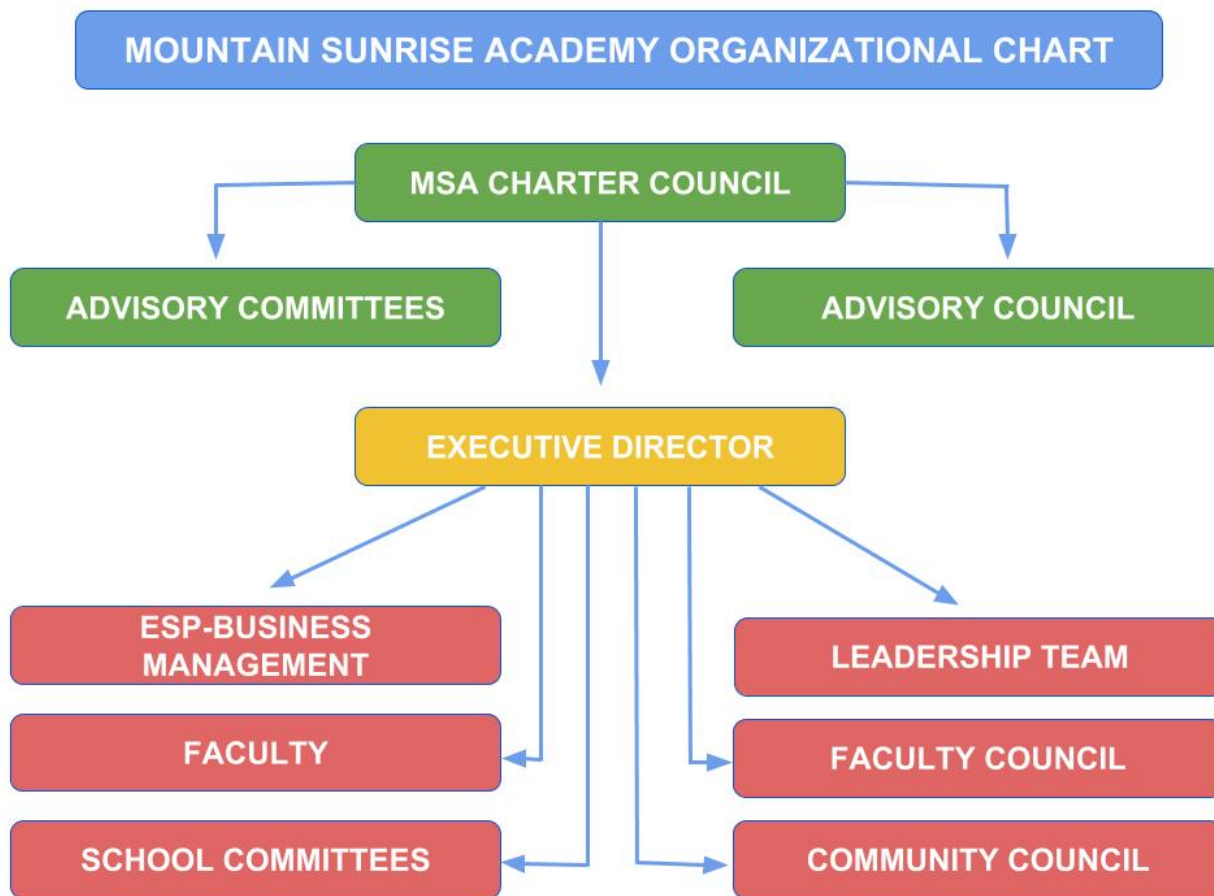 MOUNTAIN SUNRISE ACADEMY ORGANIZATIONAL CHART
MSA CHARTER COUNCIL
ADVISORY COMMITTEES
ADVISORY COUNCIL
EXECUTIVE DIRECTOR
ESP-BUSINESS
MANAGEMENT
LEADERSHIP TEAM
FACULTY
FACULTY COUNCIL
SCHOOL COMMITTEES
COMMUNITY COUNCIL